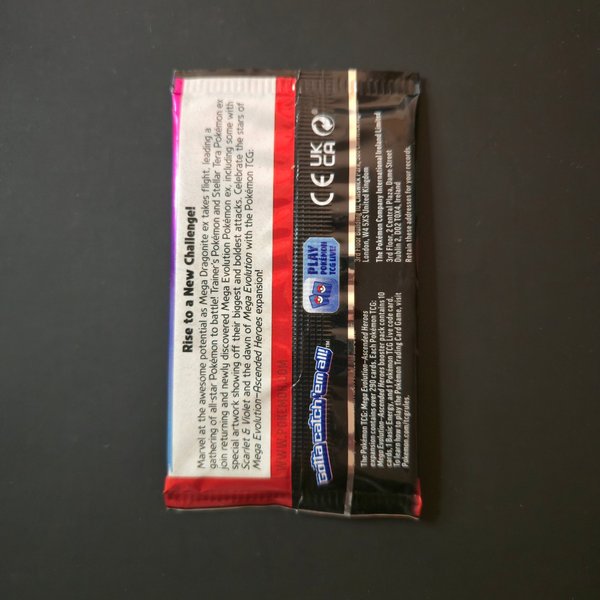 Rise to a New Challenge!
Marvel at the awesome potential as Mega Dragonite ex takes flight, leading a
gathering of all-star Pokémon to battle! Trainer's Pokémon and Stellar Tera Pokémon ex
join returning and newly discovered Mega Evolution Pokémon ex, including some with
special artwork showing off their biggest and boldest attacks. Celebrate the stars of
Scarlet & Violet and the dawn of Mega Evolution with the Pokémon TCG:
Mega Evolution—Ascended Heroes expansion!
Gotta catch 'em all!™
PLAY
POKÉMON
TCG LIVE!
CE UK
CA
The Pokémon TCG: Mega Evolution—Ascended Heroes
expansion contains over 290 cards. Each Pokémon TCG:
Mega Evolution—Ascended Heroes booster pack contains 10
cards, 1 Basic Energy, and 1 Pokémon TCG Live code card.
To learn how to play the Pokémon Trading Card Game, visit
Pokemon.com/tcgrules.
3rd Floor Building 10, Chiswick Park,
London, W4 5XS United Kingdom
The Pokémon Company International Ireland Limited
3rd Floor, 2 Central Plaza, Dame Street
Dublin 2, D02 T0X4, Ireland
Retain these addresses for your records.